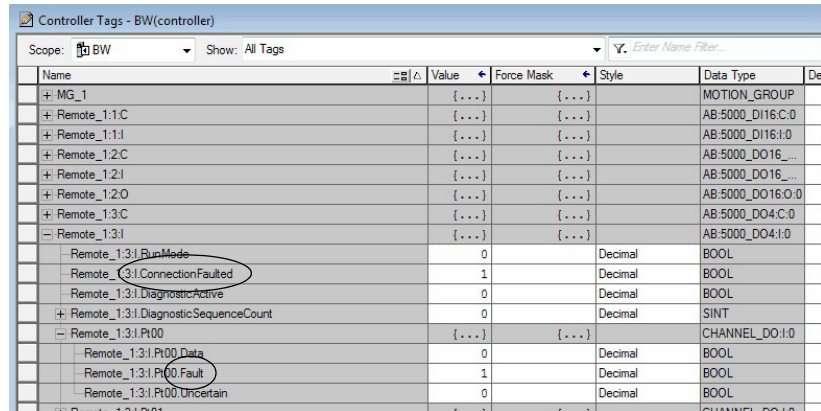 Controller Tags - BW(controller)
Scope: BW Show: All Tags Enter Name Filter...
Name Value Force Mask Style Data Type De
MG_1 {...} {...} MOTION_GROUP
Remote_1:1:C {...} {...} AB:5000_DI16:C:0
Remote_1:1:I {...} {...} AB:5000_DI16:I:0
Remote_1:2:C {...} {...} AB:5000_DO16_...
Remote_1:2:I {...} {...} AB:5000_DO16_...
Remote_1:2:O {...} {...} AB:5000_DO16:O:0
Remote_1:3:C {...} {...} AB:5000_DO4:C:0
Remote_1:3:I {...} {...} AB:5000_DO4:I:0
Remote_1:3:I.RunMode 0 Decimal BOOL
Remote_1:3:I.ConnectionFaulted 1 Decimal BOOL
Remote_1:3:I.DiagnosticActive 0 Decimal BOOL
Remote_1:3:I.DiagnosticSequenceCount 0 Decimal SINT
Remote_1:3:I.Pt00 {...} {...} CHANNEL_DO:I:0
Remote_1:3:I.Pt00.Data 0 Decimal BOOL
Remote_1:3:I.Pt00.Fault 1 Decimal BOOL
Remote_1:3:I.Pt00.Uncertain 0 Decimal BOOL